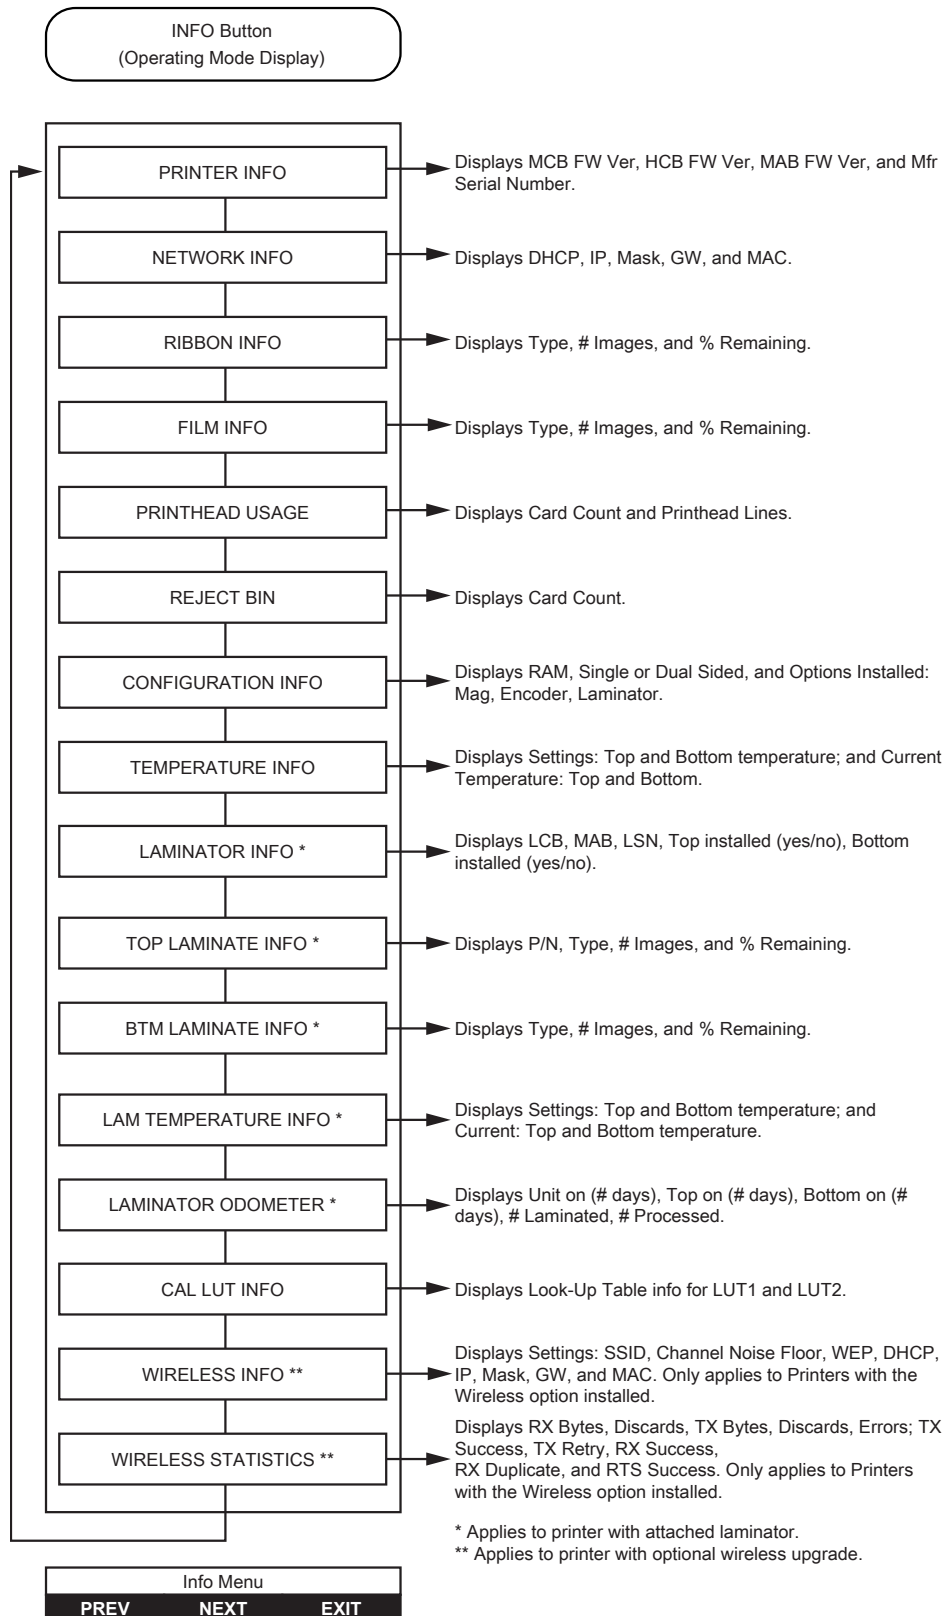 INFO Button
(Operating Mode Display)
PRINTER INFO
Displays MCB FW Ver, HCB FW Ver, MAB FW Ver, and Mfr
Serial Number.
NETWORK INFO
Displays DHCP, IP, Mask, GW, and MAC.
RIBBON INFO
Displays Type, # Images, and % Remaining.
FILM INFO
Displays Type, # Images, and % Remaining.
PRINTHEAD USAGE
Displays Card Count and Printhead Lines.
REJECT BIN
Displays Card Count.
CONFIGURATION INFO
Displays RAM, Single or Dual Sided, and Options Installed:
Mag, Encoder, Laminator.
TEMPERATURE INFO
Displays Settings: Top and Bottom temperature; and Current
Temperature: Top and Bottom.
LAMINATOR INFO *
Displays LCB, MAB, LSN, Top installed (yes/no), Bottom
installed (yes/no).
TOP LAMINATE INFO *
Displays P/N, Type, # Images, and % Remaining.
BTM LAMINATE INFO *
Displays Type, # Images, and % Remaining.
LAM TEMPERATURE INFO *
Displays Settings: Top and Bottom temperature; and
Current: Top and Bottom temperature.
LAMINATOR ODOMETER *
Displays Unit on (# days), Top on (# days), Bottom on (#
days), # Laminated, # Processed.
CAL LUT INFO
Displays Look-Up Table info for LUT1 and LUT2.
WIRELESS INFO **
Displays Settings: SSID, Channel Noise Floor, WEP, DHCP,
IP, Mask, GW, and MAC. Only applies to Printers with the
Wireless option installed.
WIRELESS STATISTICS **
Displays RX Bytes, Discards, TX Bytes, Discards, Errors; TX
Success, TX Retry, RX Success,
RX Duplicate, and RTS Success. Only applies to Printers
with the Wireless option installed.
* Applies to printer with attached laminator.
** Applies to printer with optional wireless upgrade.
Info Menu
PREV NEXT EXIT